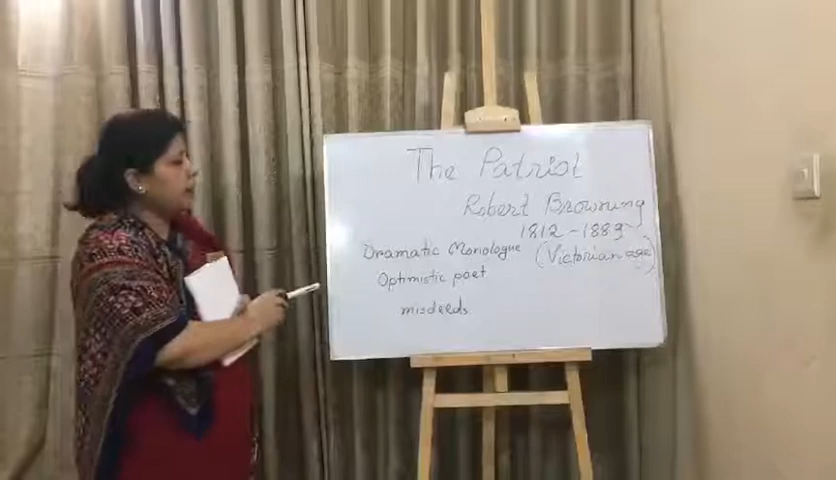 The Patriot
Robert Browning
1812 - 1889
Dramatic Monologue (Victorian age)
Optimistic poet
misdeeds